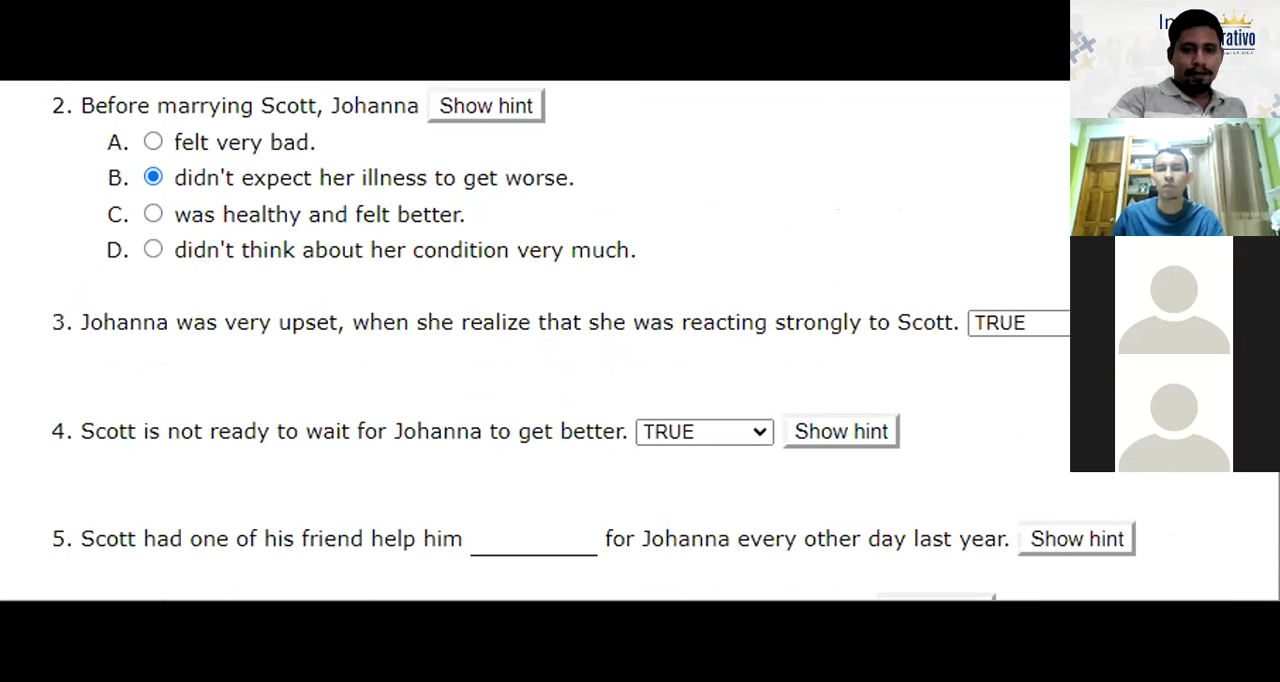 2. Before marrying Scott, Johanna Show hint
A. felt very bad.
B. didn't expect her illness to get worse.
C. was healthy and felt better.
D. didn't think about her condition very much.
3. Johanna was very upset, when she realize that she was reacting strongly to Scott. TRUE
4. Scott is not ready to wait for Johanna to get better. TRUE Show hint
5. Scott had one of his friend help him for Johanna every other day last year. Show hint